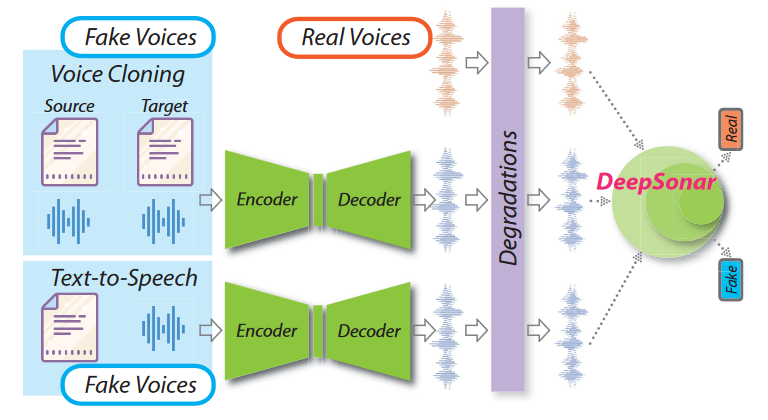 Fake Voices
Real Voices
Voice Cloning
Source
Target
Encoder
Decoder
Degradations
DeepSonar
Real
Fake
Text-to-Speech
Encoder
Decoder
Fake Voices